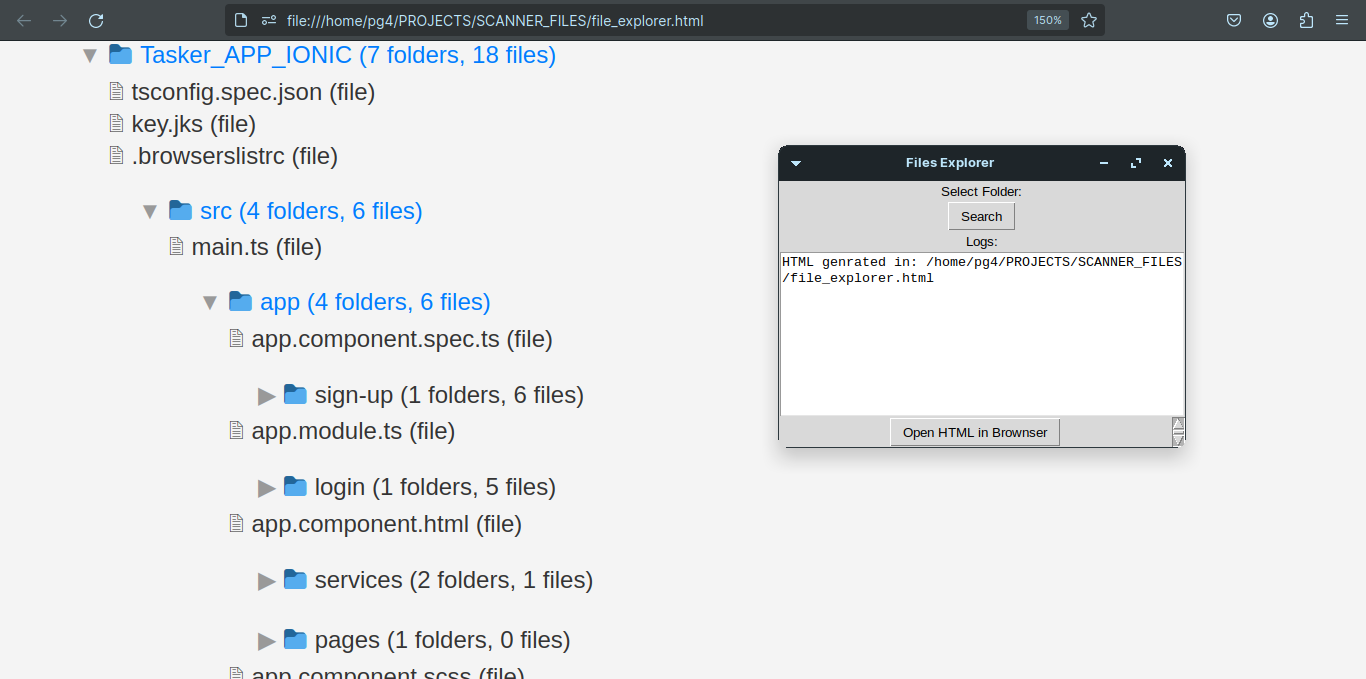 file:///home/pg4/PROJECTS/SCANNER_FILES/file_explorer.html
150%
Tasker_APP_IONIC (7 folders, 18 files)
tsconfig.spec.json (file)
key.jks (file)
.browserslistrc (file)
src (4 folders, 6 files)
main.ts (file)
app (4 folders, 6 files)
app.component.spec.ts (file)
sign-up (1 folders, 6 files)
app.module.ts (file)
login (1 folders, 5 files)
app.component.html (file)
services (2 folders, 1 files)
pages (1 folders, 0 files)
app.component.scss (file)
Files Explorer
Select Folder:
Search
Logs:
HTML genrated in: /home/pg4/PROJECTS/SCANNER_FILES
/file_explorer.html
Open HTML in Brownser